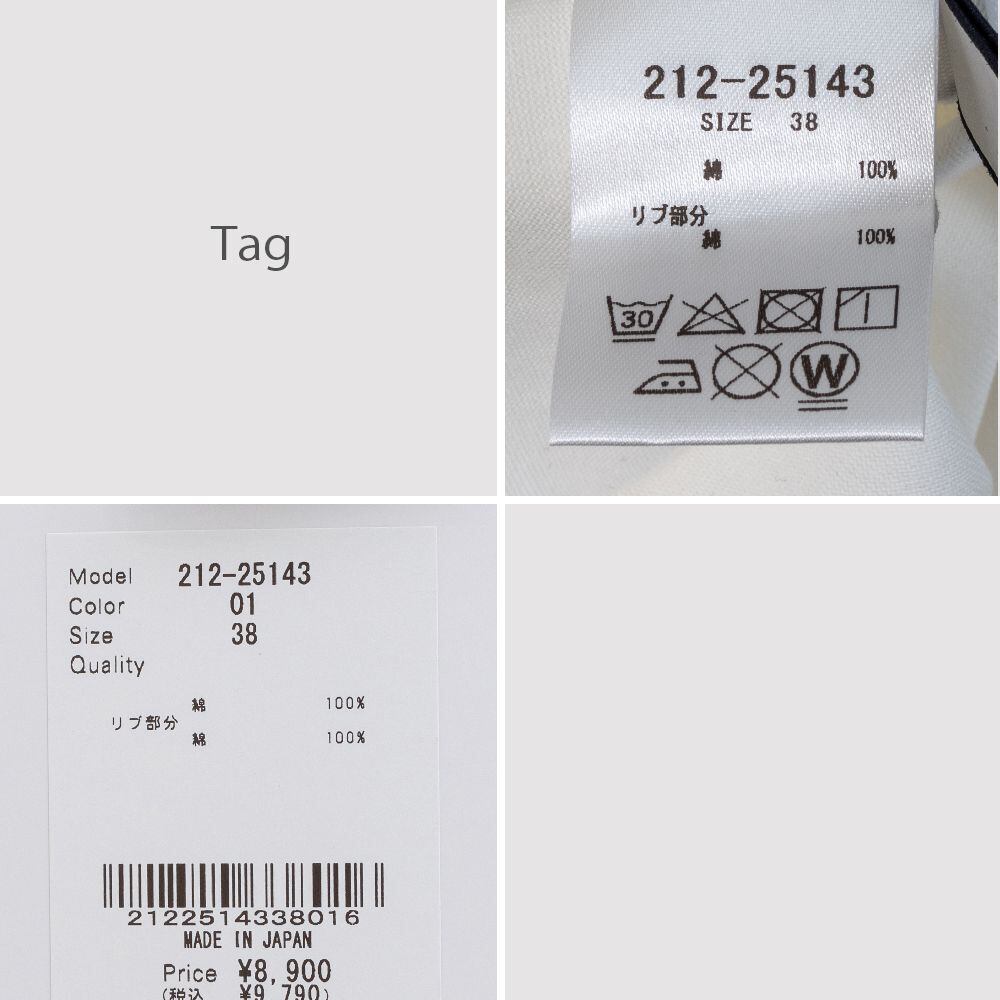 Tag
212-25143
SIZE 38
綿 100%
リブ部分
綿 100%
30
W
Model 212-25143
Color 01
Size 38
Quality
綿 100%
リブ部分
綿 100%
2122514338016
MADE IN JAPAN
Price ¥8,900
(税込 ¥9,790)